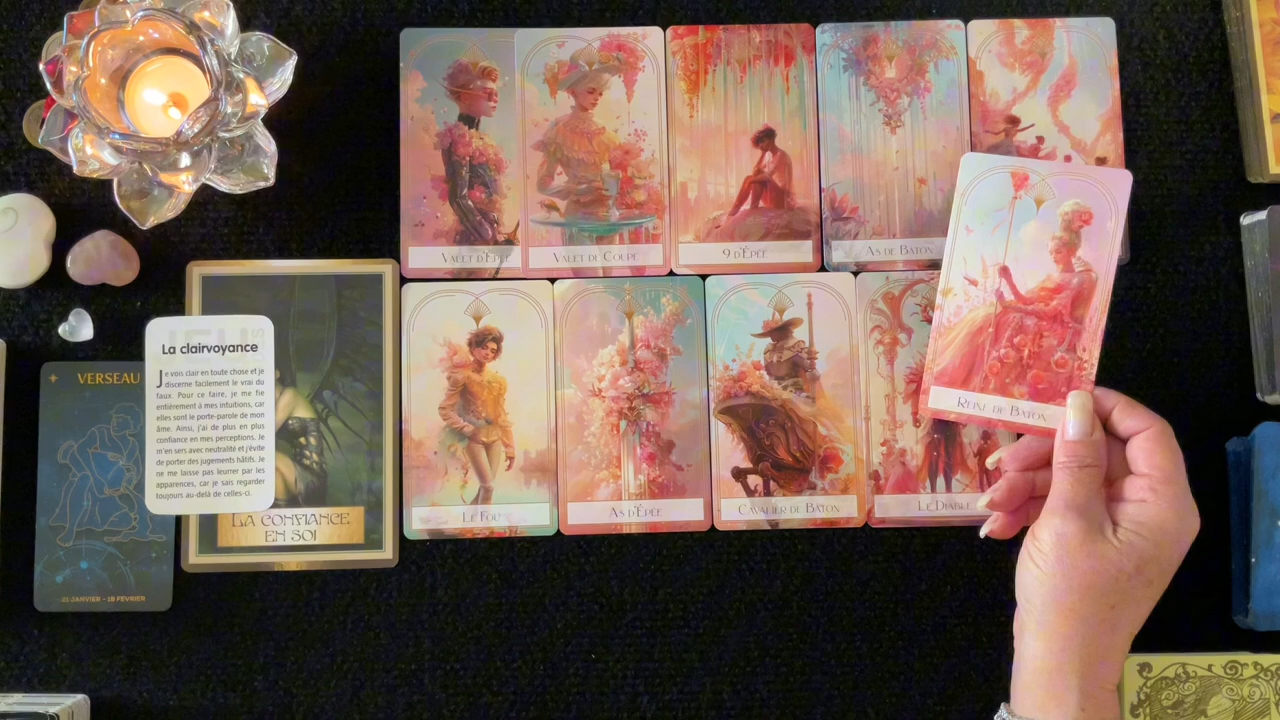 VALET D'ÉPÉE
VALET DE COUPE
9 D'ÉPÉE
AS DE BATON
REINE DE BATON
LE FOU
AS D'ÉPÉE
CAVALIER DE BATON
LE DIABLE
La clairvoyance
Je vois clair en toute chose et je
discerne facilement le vrai du
faux. Pour ce faire, je me fie
entièrement à mes intuitions, car
elles sont le porte-parole de mon
âme. Ainsi, j'ai de plus en plus
confiance en mes perceptions. Je
m'en sers avec neutralité et j'évite
de porter des jugements hâtifs. Je
ne me laisse pas leurrer par les
apparences, car je sais regarder
toujours au-delà de celles-ci.
VERSEAU
21 JANVIER - 18 FÉVRIER
LA CONFIANCE
EN SOI